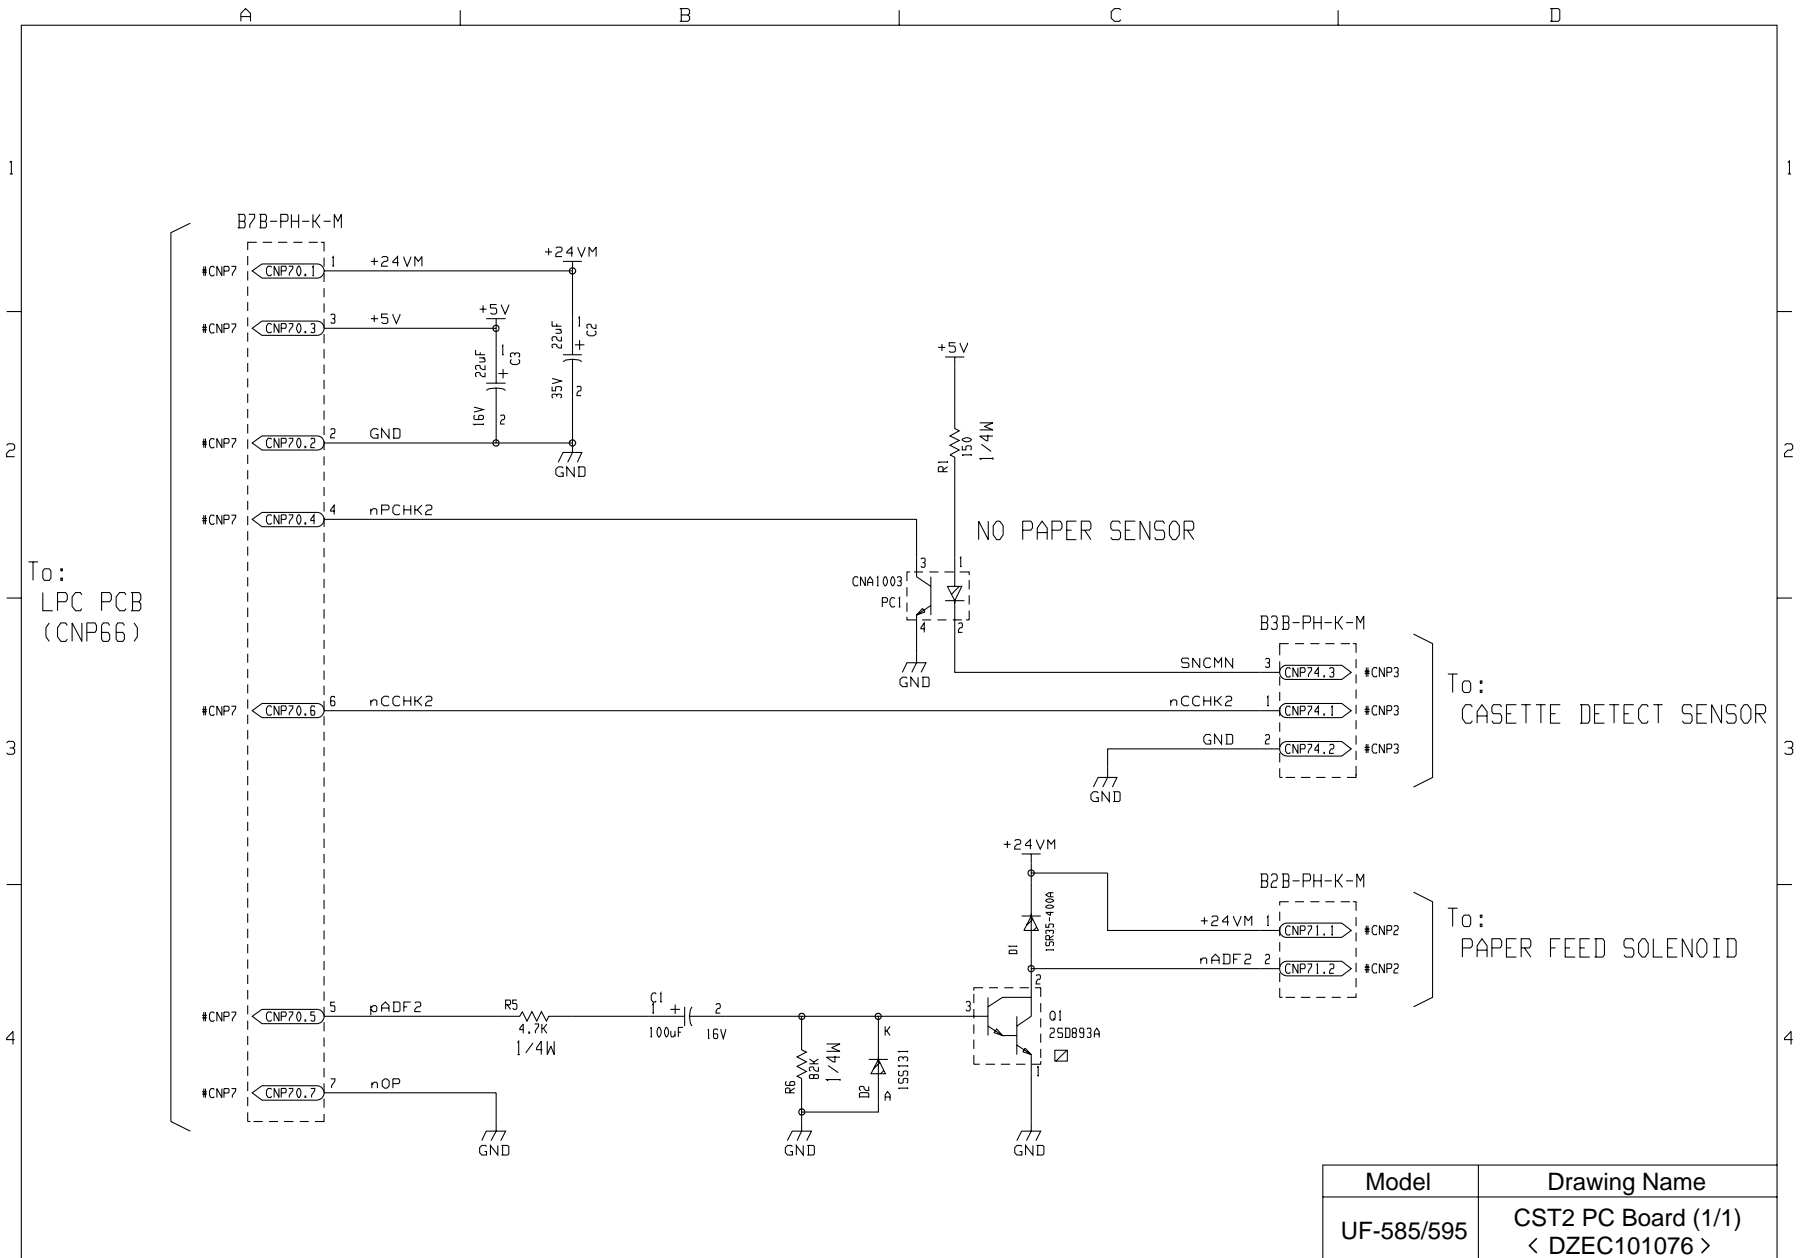 A B C D
1 1
B7B-PH-K-M
#CNP7 CNP70.1 1 +24VM
+24VM
22uF 1 + C2
35V 2
#CNP7 CNP70.3 3 +5V
+5V
22uF 1 + C3
16V 2
#CNP7 CNP70.2 2 GND
GND
2 2
+5V
R1 150 1/4W
#CNP7 CNP70.4 4 nPCHK2
NO PAPER SENSOR
3 1
CNA1003
PC1
4 2
GND
To:
LPC PCB
(CNP66)
B3B-PH-K-M
SNCMN 3 CNP74.3 #CNP3
#CNP7 CNP70.6 6 nCCHK2
nCCHK2 1 CNP74.1 #CNP3
GND 2 CNP74.2 #CNP3
GND
To:
CASETTE DETECT SENSOR
3 3
+24VM
B2B-PH-K-M
D1 1SR35-400A
+24VM 1 CNP71.1 #CNP2
nADF2 2 CNP71.2 #CNP2
To:
PAPER FEED SOLENOID
#CNP7 CNP70.5 5 pADF2
R5
4.7K
1/4W
C1
1 + 2
100uF 16V
R6 82K 1/4W
K
D2 1SS131
A
3 2
Q1
2SD893A
1
4 4
#CNP7 CNP70.7 7 nOP
GND GND GND
Model Drawing Name
UF-585/595 CST2 PC Board (1/1)
< DZEC101076 >